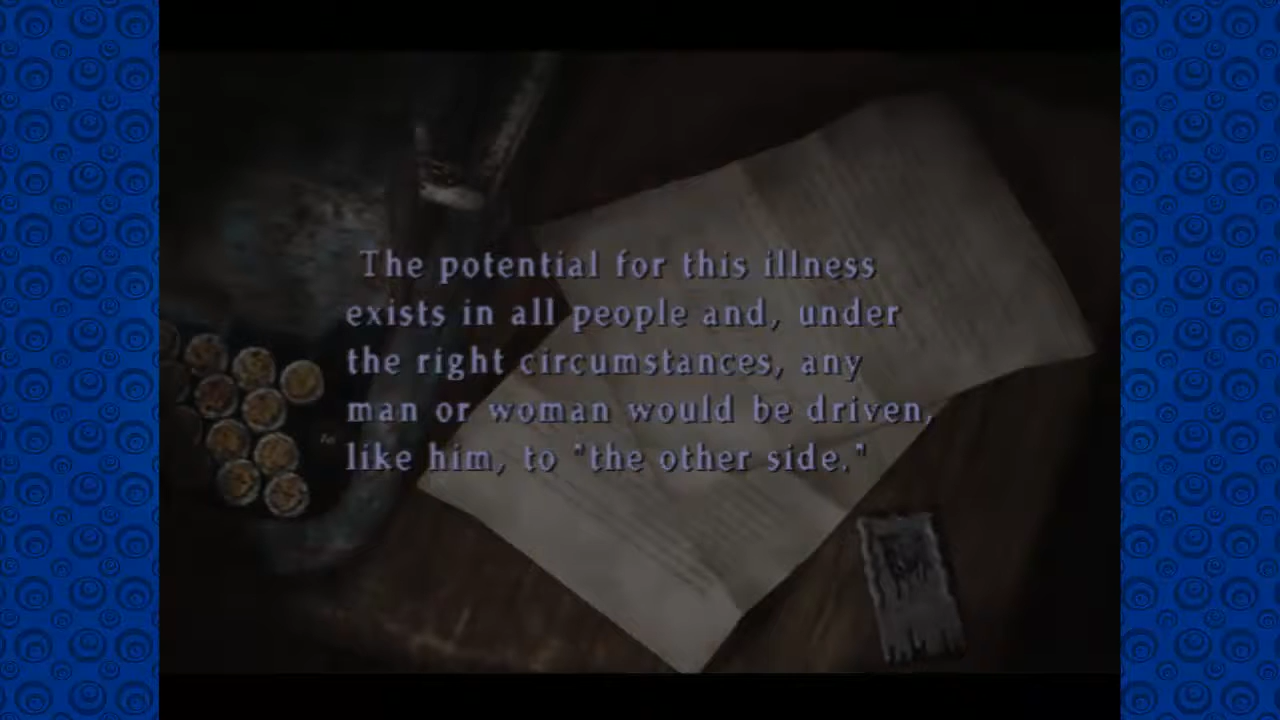 The potential for this illness
exists in all people and, under
the right circumstances, any
man or woman would be driven,
like him, to "the other side."